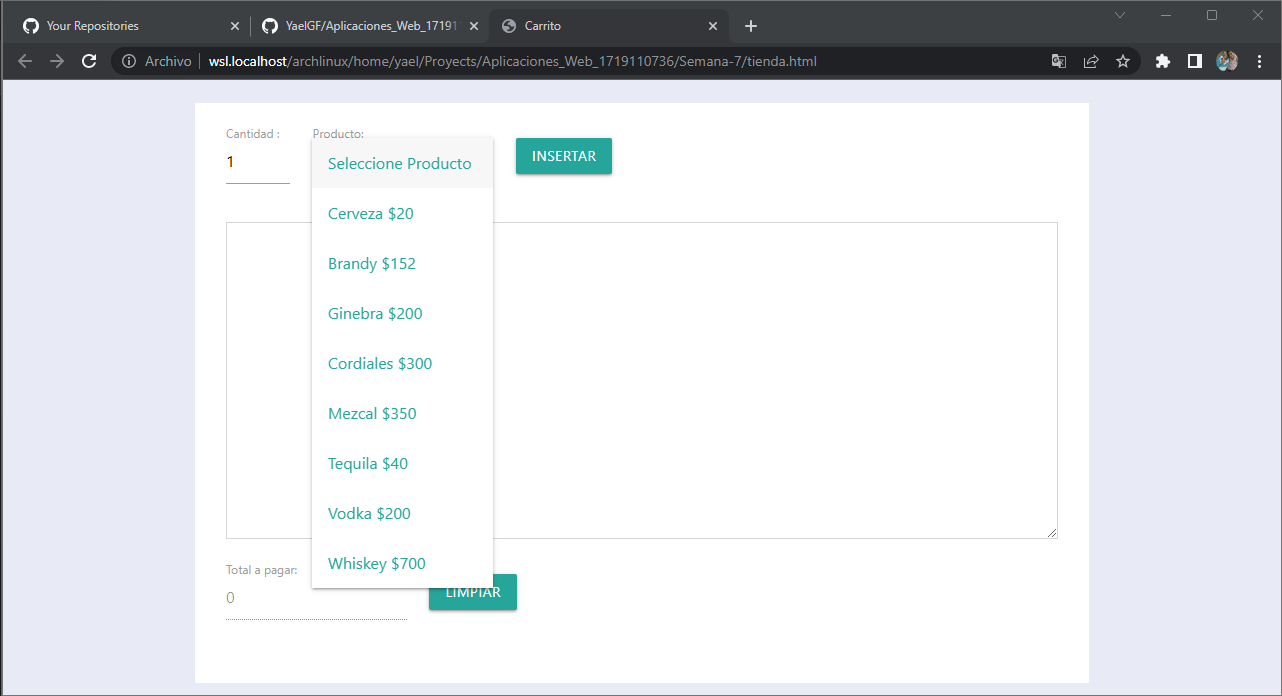 Your Repositories
YaelGF/Aplicaciones_Web_17191
Carrito
Archivo
wsl.localhost/archlinux/home/yael/Proyects/Aplicaciones_Web_1719110736/Semana-7/tienda.html
Cantidad :
Producto:
1
Seleccione Producto
INSERTAR
Cerveza $20
Brandy $152
Ginebra $200
Cordiales $300
Mezcal $350
Tequila $40
Vodka $200
Whiskey $700
Total a pagar:
0
LIMPIAR